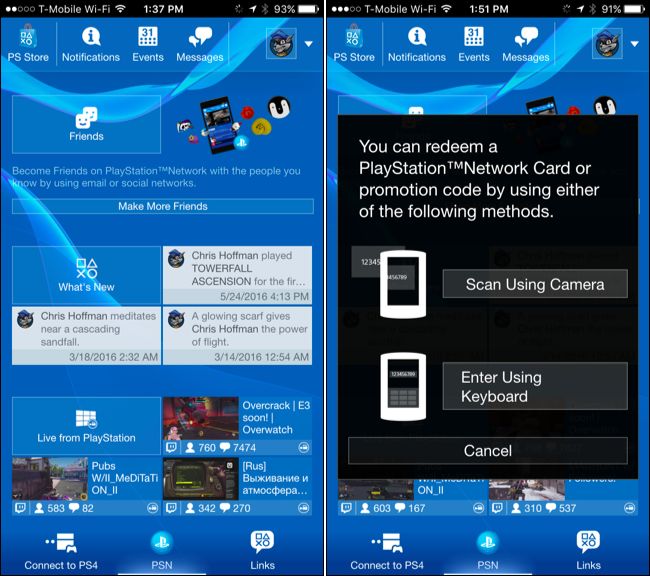 ●●○○○ T-Mobile Wi-Fi 1:37 PM 93%
PS Store
Notifications
31
Events
Messages
Friends
Become Friends on PlayStation™Network with the people you
know by using email or social networks.
Make More Friends
What's New
Chris Hoffman played
TOWERFALL
ASCENSION for the fir...
5/24/2016 4:13 PM
Chris Hoffman meditates
near a cascading
sandfall.
3/18/2016 2:32 AM
A glowing scarf gives
Chris Hoffman the power
of flight.
3/14/2016 12:54 AM
Live from PlayStation
Overcrack | E3
soon! |
Overwatch
760 7474
Pubs
W/II_MeDiTaTi
ON_II
583 82
[Rus]
Выживание и
атмосфера...
342 270
Connect to PS4
PSN
Links
●●○○○ T-Mobile Wi-Fi 1:51 PM 91%
PS Store
Notifications
31
Events
Messages
You can redeem a
PlayStation™Network Card or
promotion code by using either
of the following methods.
12345
456789
Scan Using Camera
123456789
Enter Using
Keyboard
Cancel
W/II_MeDiTaTi
ON_II
603 167
Followers!
310 537
Connect to PS4
PSN
Links